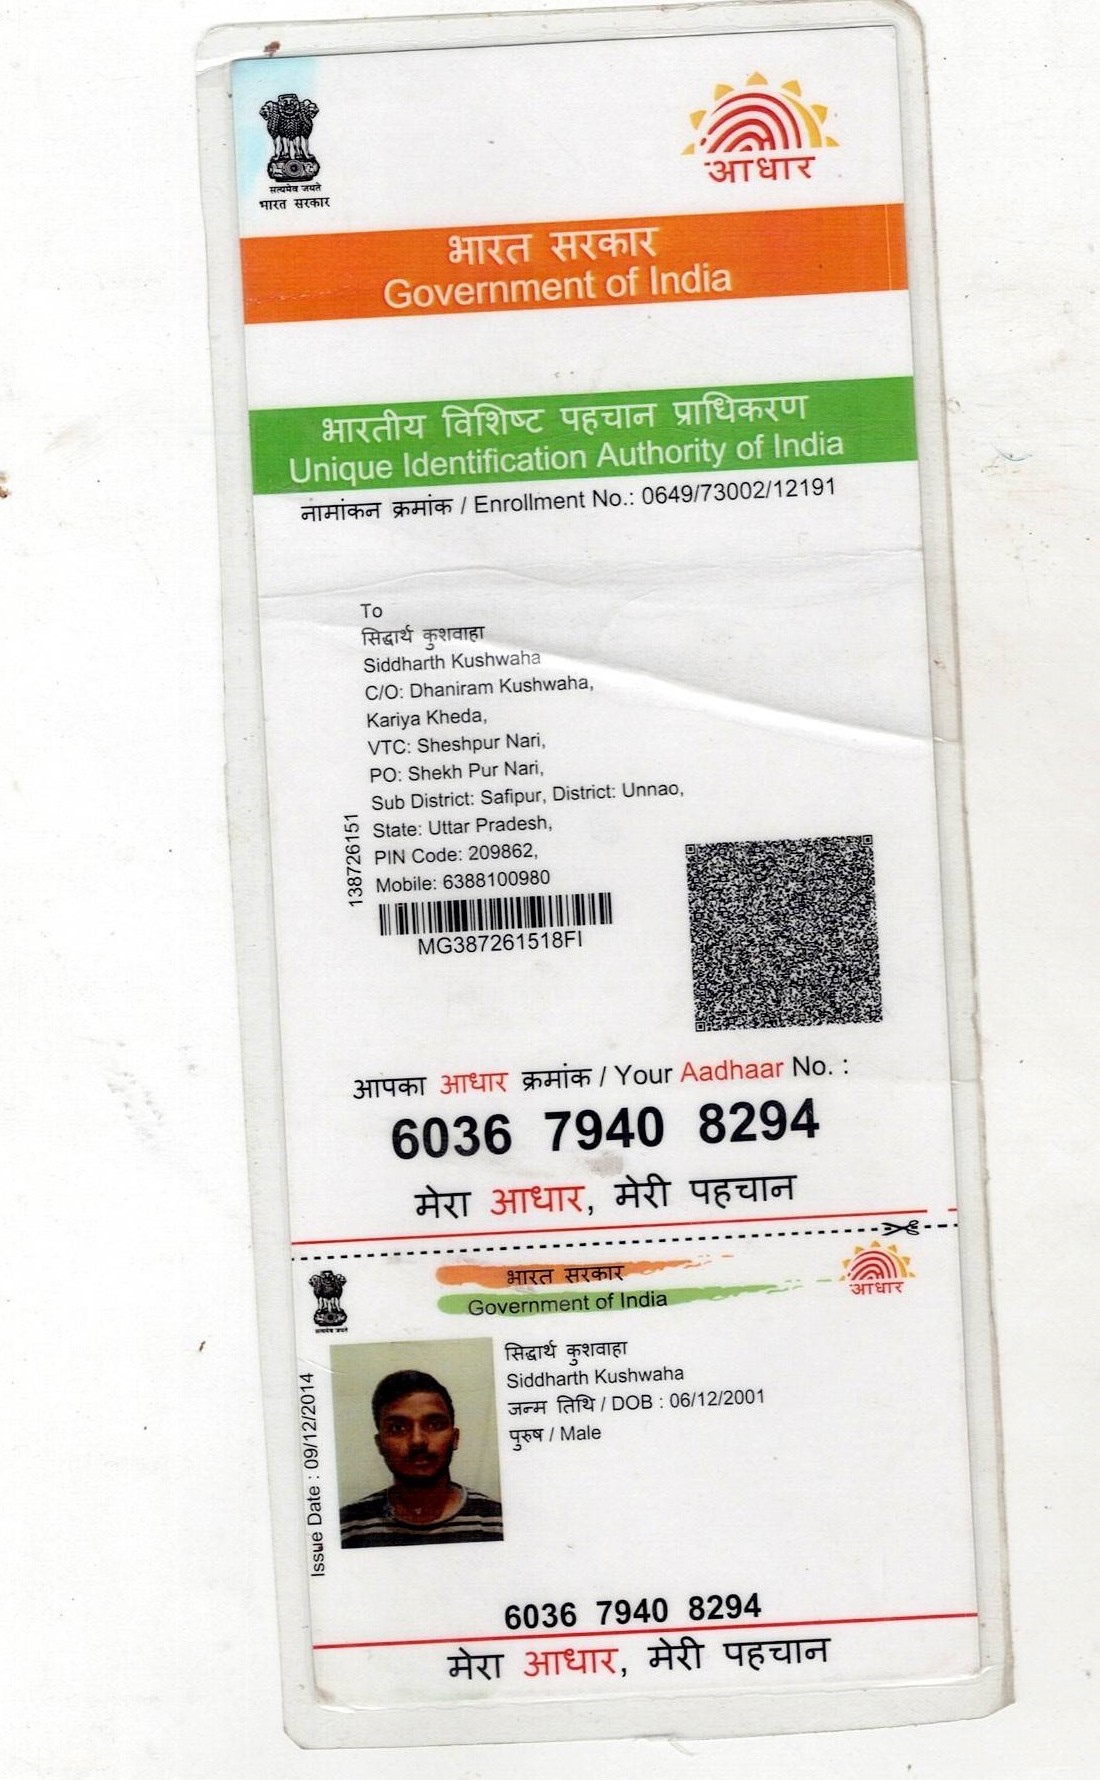 सत्यमेव जयते
भारत सरकार
आधार
भारत सरकार
Government of India
भारतीय विशिष्ट पहचान प्राधिकरण
Unique Identification Authority of India
नामांकन क्रमांक / Enrollment No.: 0649/73002/12191
To
सिद्धार्थ कुशवाहा
Siddharth Kushwaha
C/O: Dhaniram Kushwaha,
Kariya Kheda,
VTC: Sheshpur Nari,
PO: Shekh Pur Nari,
Sub District: Safipur, District: Unnao,
State: Uttar Pradesh,
PIN Code: 209862,
Mobile: 6388100980
138726151
MG387261518FI
आपका आधार क्रमांक / Your Aadhaar No. :
6036 7940 8294
मेरा आधार, मेरी पहचान
सत्यमेव जयते
भारत सरकार
Government of India
आधार
सिद्धार्थ कुशवाहा
Siddharth Kushwaha
जन्म तिथि / DOB : 06/12/2001
पुरुष / Male
Issue Date : 09/12/2014
6036 7940 8294
मेरा आधार, मेरी पहचान